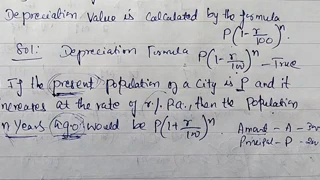 Depreciation value is calculated by the formula
P(1-r/100)^n.
Sol: Depreciation Formula P(1-r/100)^n - True
If the present Population of a City is P and it
ncreases at the rate of r% p.a., then the Population
n Years ago would be P(1+r/100)^n. Amount - A -
Principal - P -